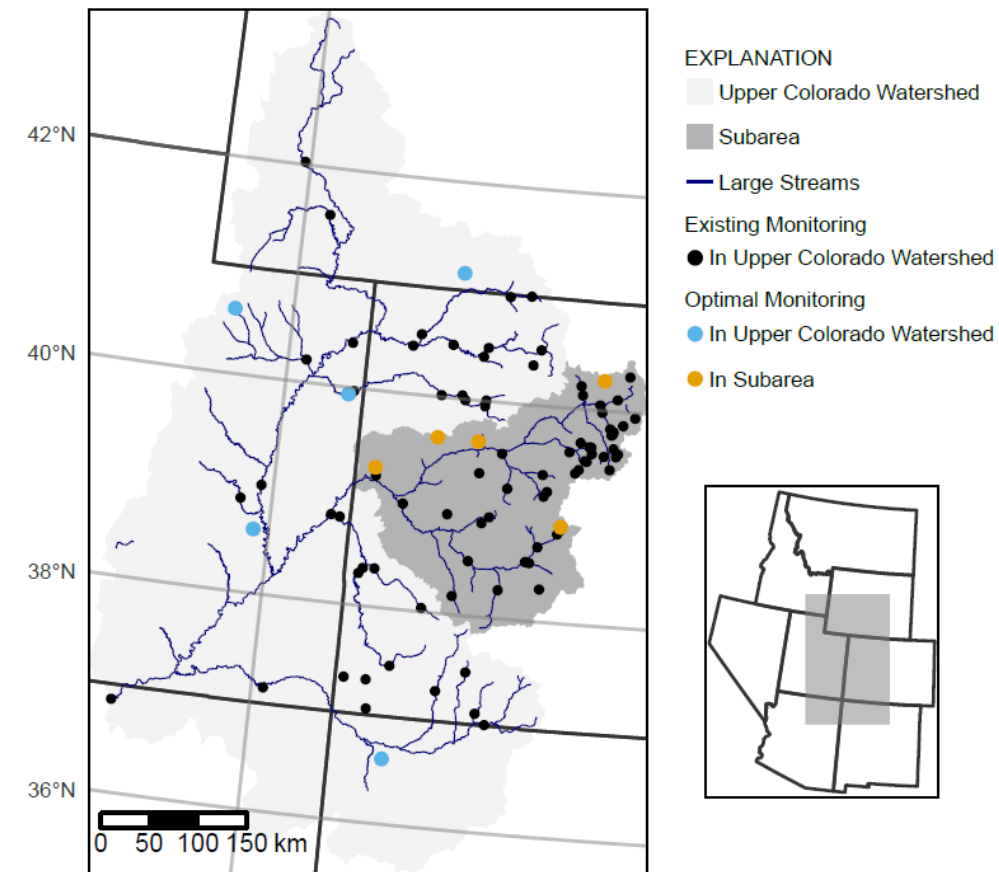 42°N
40°N
38°N
36°N
0 50 100 150 km
EXPLANATION
Upper Colorado Watershed
Subarea
Large Streams
Existing Monitoring
In Upper Colorado Watershed
Optimal Monitoring
In Upper Colorado Watershed
In Subarea